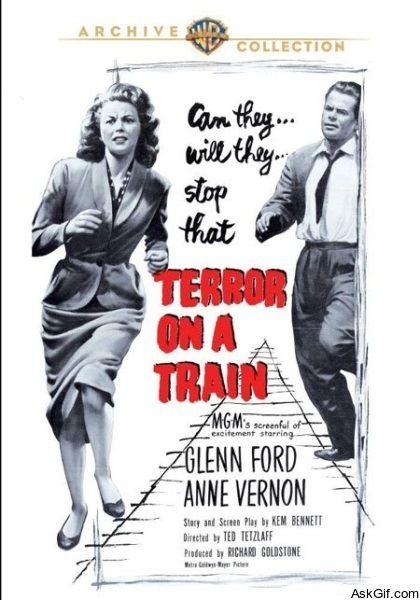 ARCHIVE WB COLLECTION
Can they...
will they...
stop
that
TERROR
ON A
TRAIN
MGM's screenful of
excitement starring
GLENN FORD
ANNE VERNON
Story and Screen Play by KEM BENNETT
Directed by TED TETZLAFF
Produced by RICHARD GOLDSTONE
Metro-Goldwyn-Mayer Picture
AskGif.com